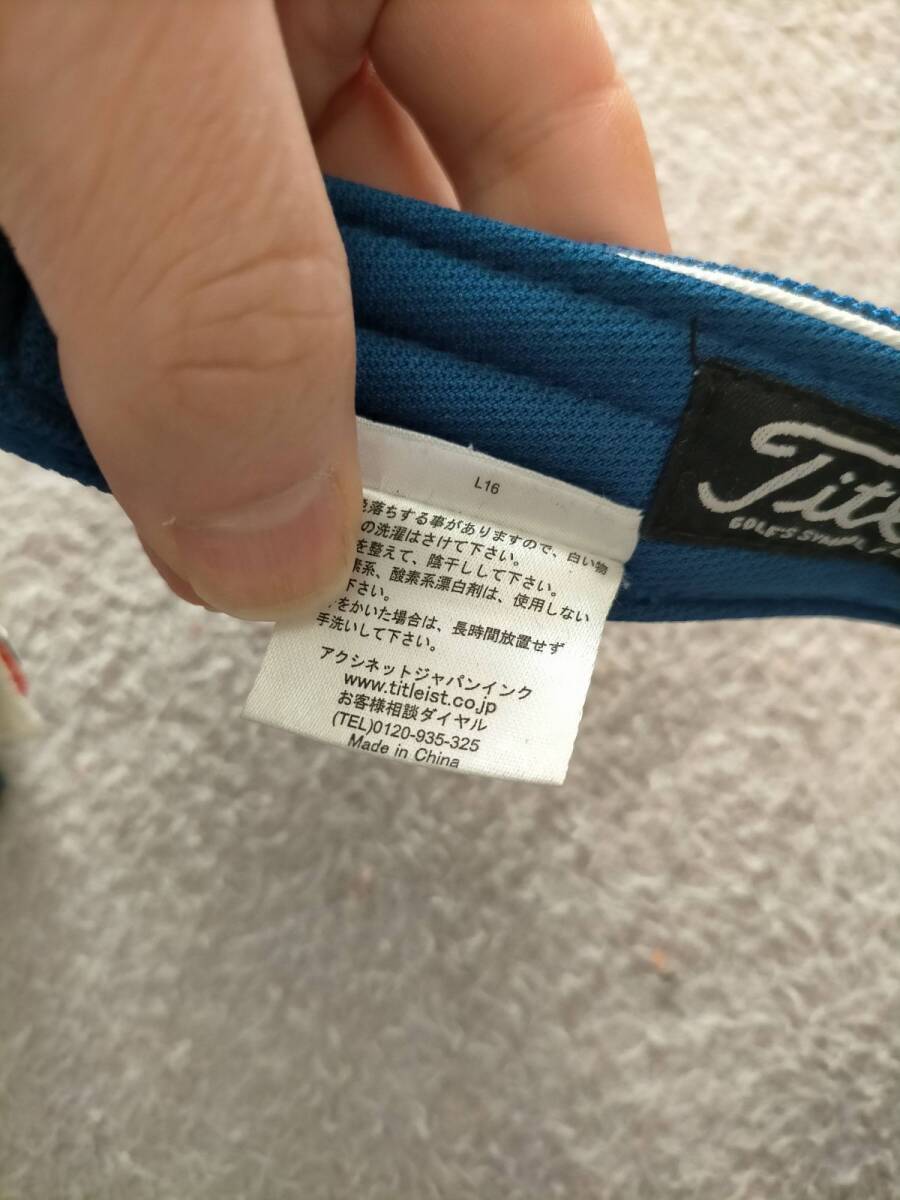 L16
色落ちする事がありますので、白い物
の洗濯はさけて下さい。
を整えて、陰干しして下さい。
素系、酸素系漂白剤は、使用しない
下さい。
をかいた場合は、長時間放置せず
手洗いして下さい。
アクシネットジャパンインク
www.titleist.co.jp
お客様相談ダイヤル
(TEL)0120-935-325
Made in China
Title
GOLF'S SYMBOL